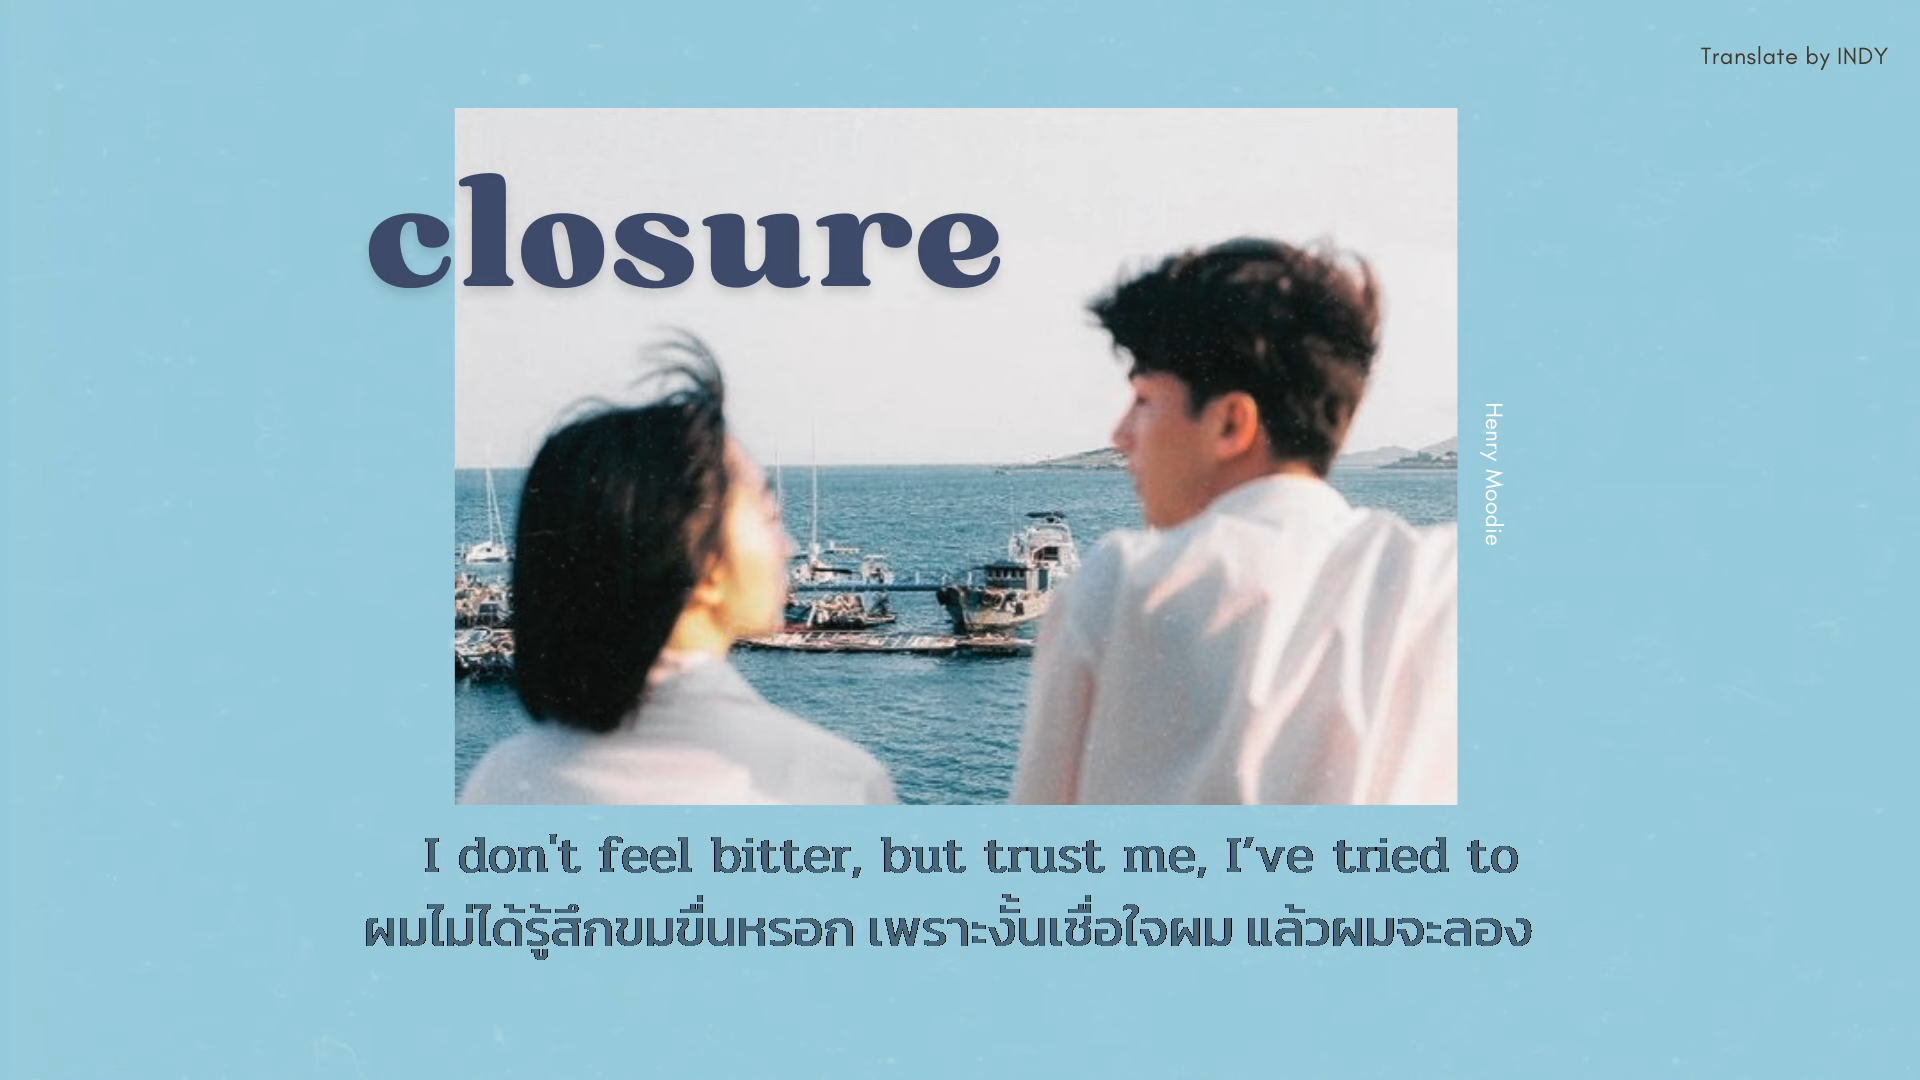 Translate by INDY
closure
Henry Moodie
I don't feel bitter, but trust me, I’ve tried to
ผมไม่ได้รู้สึกขมขื่นหรอก เพราะงั้นเชื่อใจผม แล้วผมจะลอง